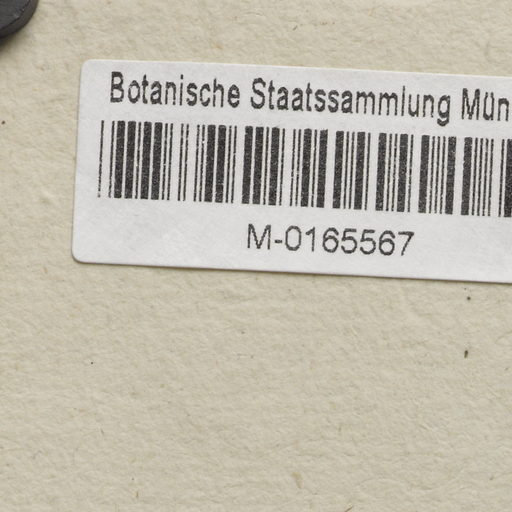 Botanische Staatssammlung Mün
M-0165567